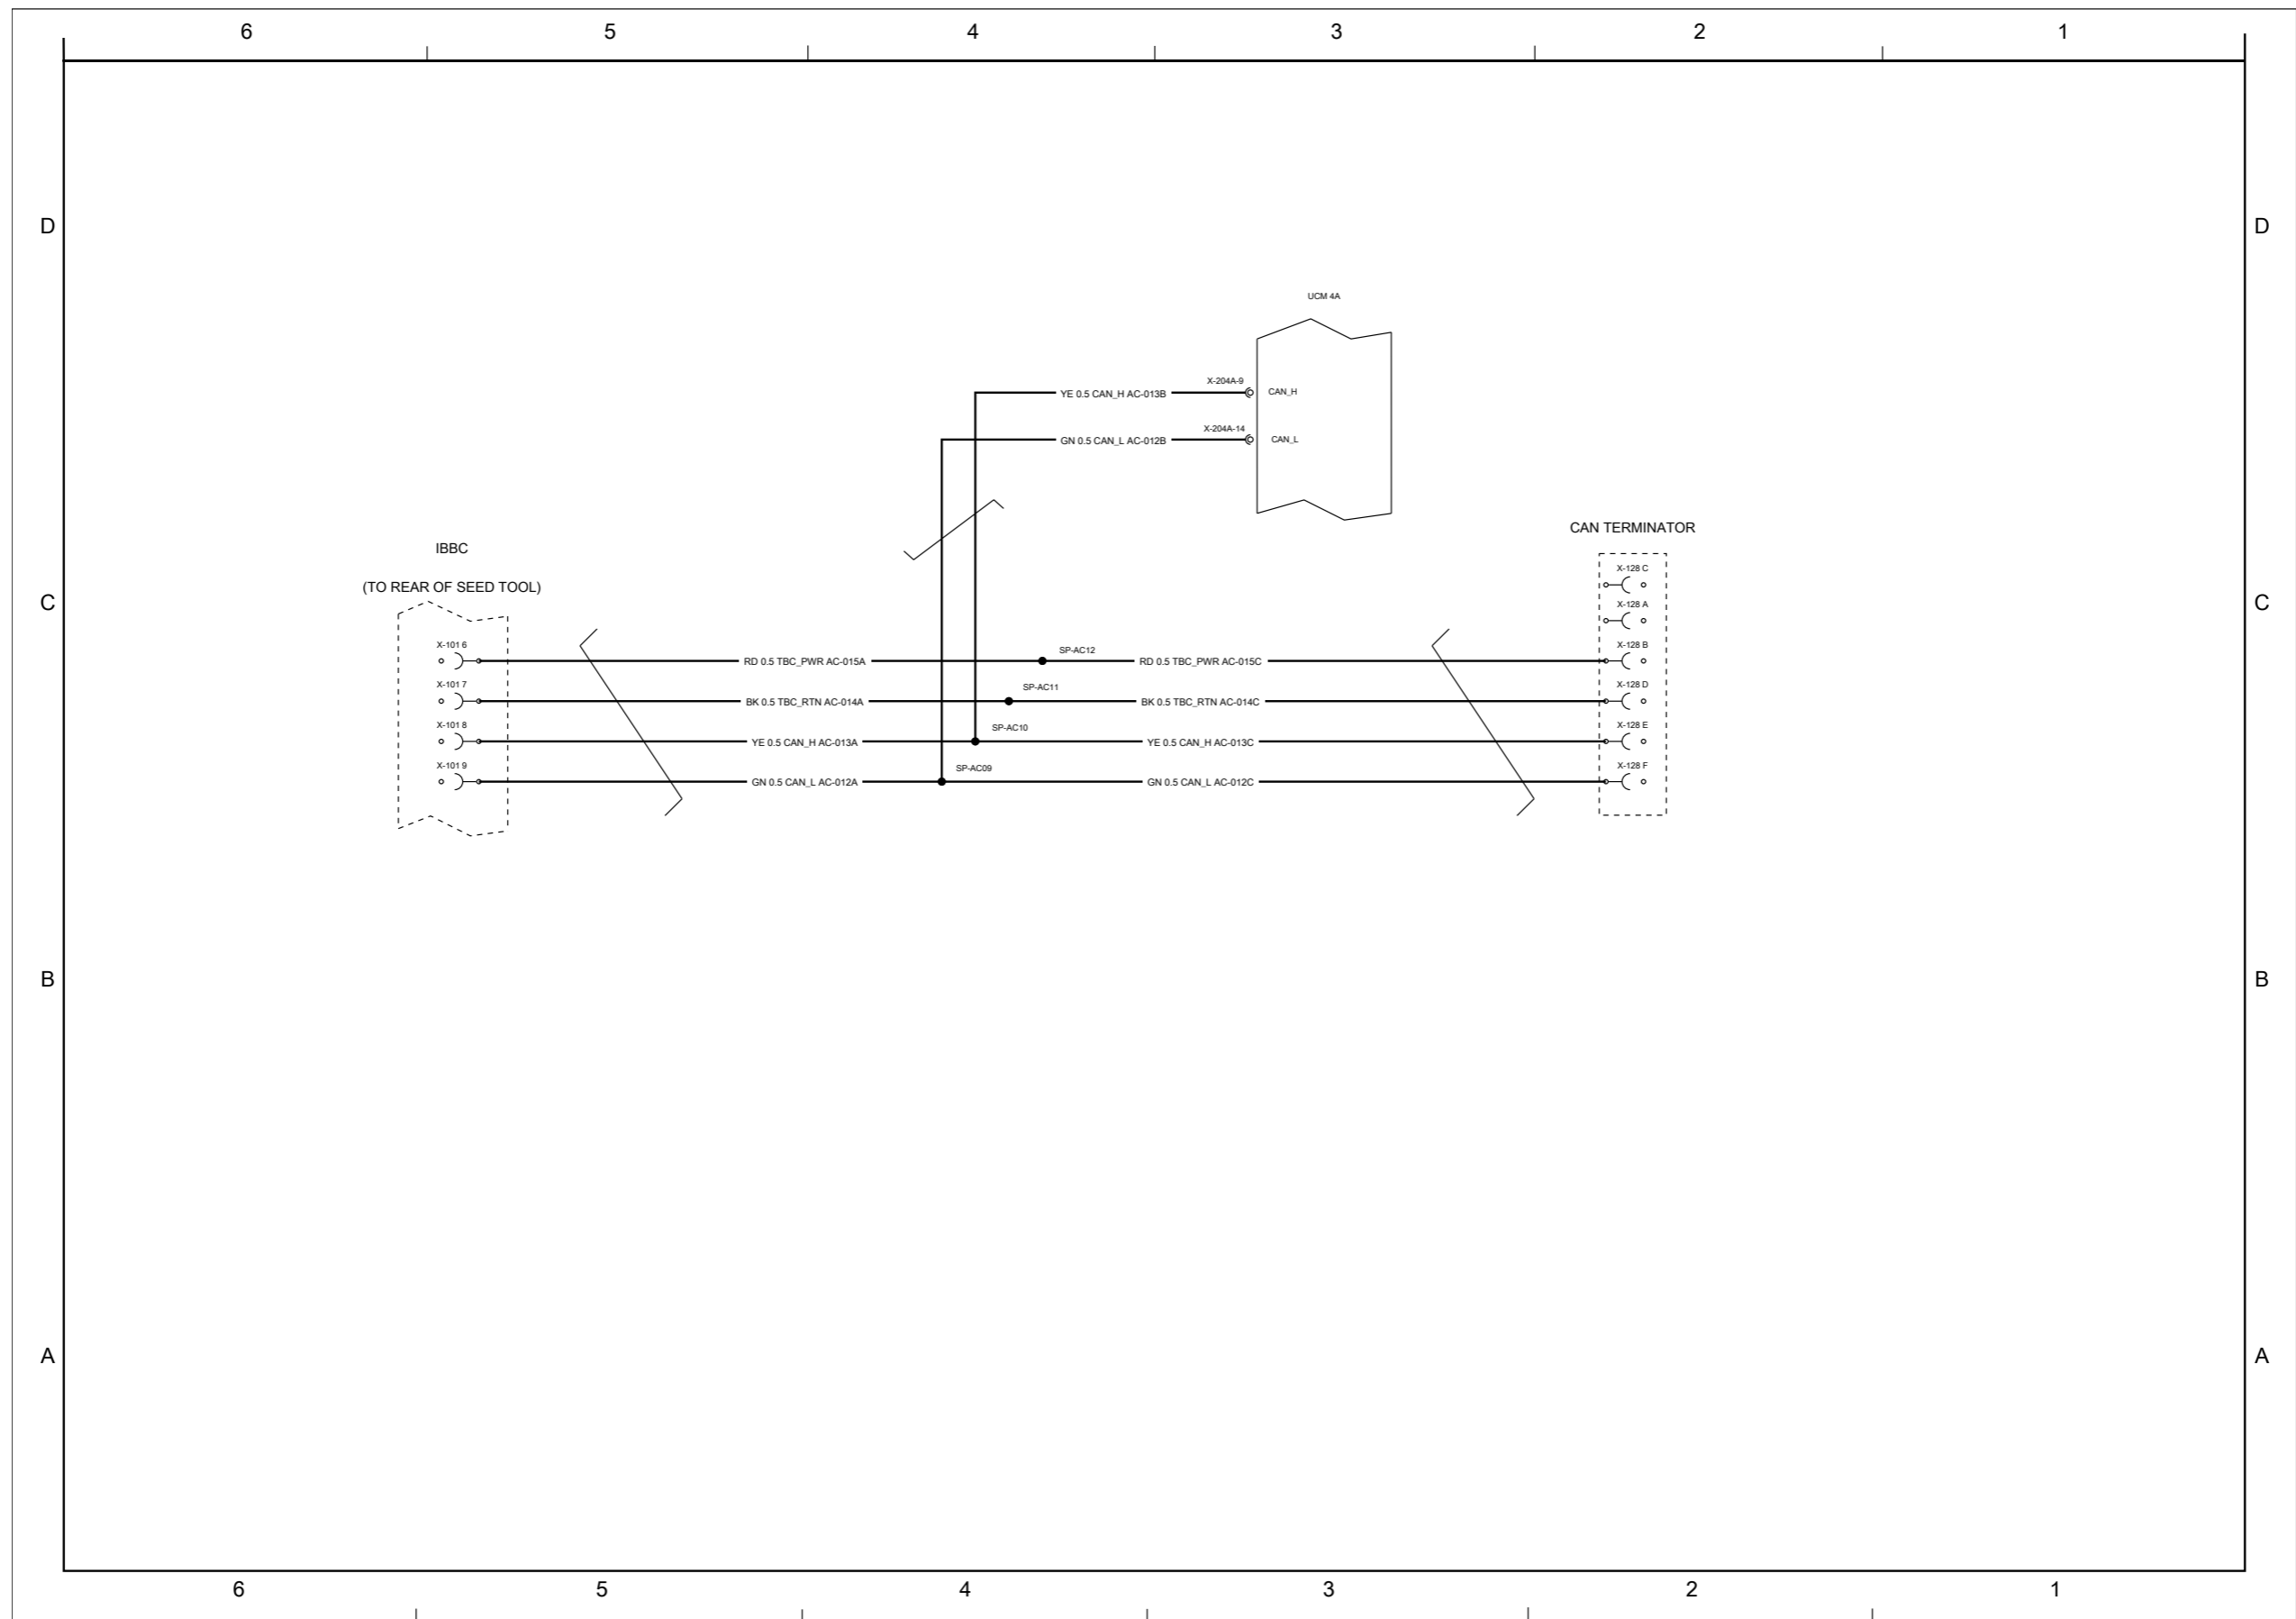 6 5 4 3 2 1
D D
UCM 4A
X-204A-9
YE 0.5 CAN_H AC-013B CAN_H
X-204A-14
GN 0.5 CAN_L AC-012B CAN_L
CAN TERMINATOR
IBBC
X-128 C
(TO REAR OF SEED TOOL)
C C
X-128 A
X-101 6 SP-AC12 X-128 B
RD 0.5 TBC_PWR AC-015A RD 0.5 TBC_PWR AC-015C
X-101 7 SP-AC11 X-128 D
BK 0.5 TBC_RTN AC-014A BK 0.5 TBC_RTN AC-014C
X-101 8 SP-AC10 X-128 E
YE 0.5 CAN_H AC-013A YE 0.5 CAN_H AC-013C
X-101 9 SP-AC09 X-128 F
GN 0.5 CAN_L AC-012A GN 0.5 CAN_L AC-012C
B B
A A
6 5 4 3 2 1